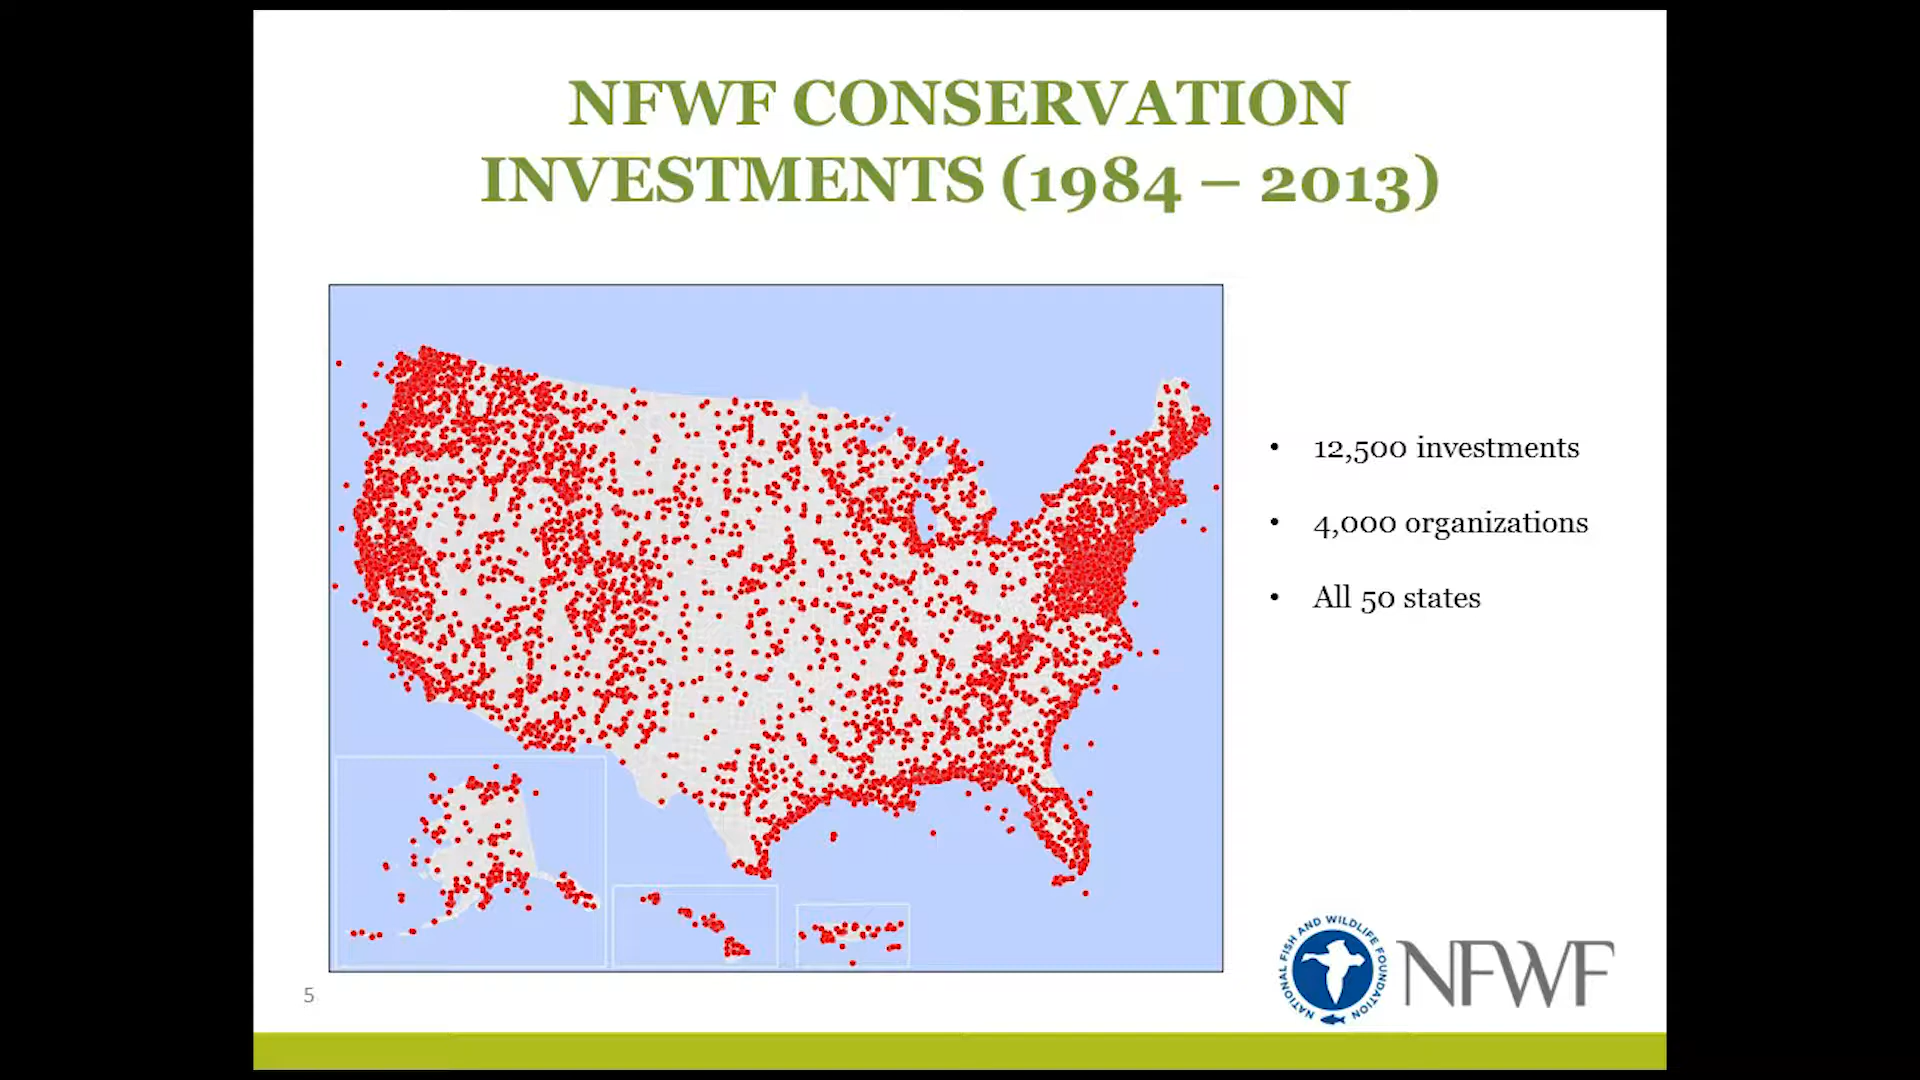 NFWF CONSERVATION
INVESTMENTS (1984 – 2013)
• 12,500 investments
• 4,000 organizations
• All 50 states
NATIONAL FISH AND WILDLIFE FOUNDATION
NFWF
5